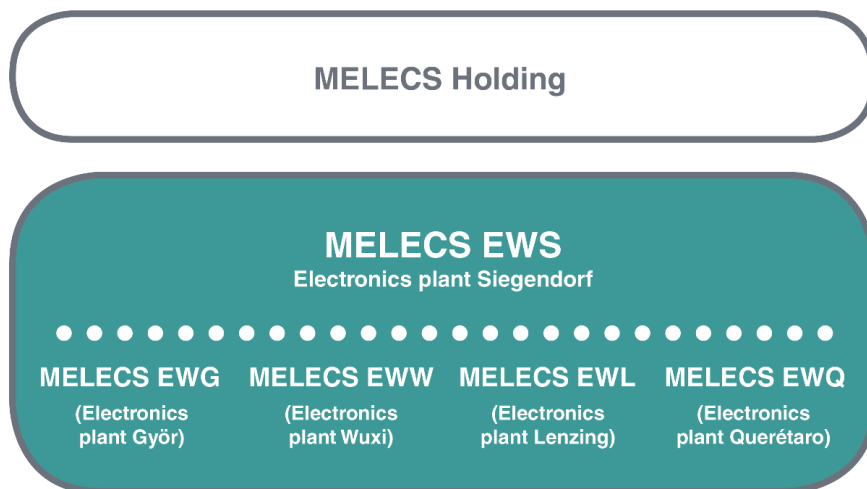 MELECS Holding
MELECS EWS
Electronics plant Siegendorf
MELECS EWG MELECS EWW MELECS EWL MELECS EWQ
(Electronics (Electronics (Electronics (Electronics
plant Györ) plant Wuxi) plant Lenzing) plant Querétaro)